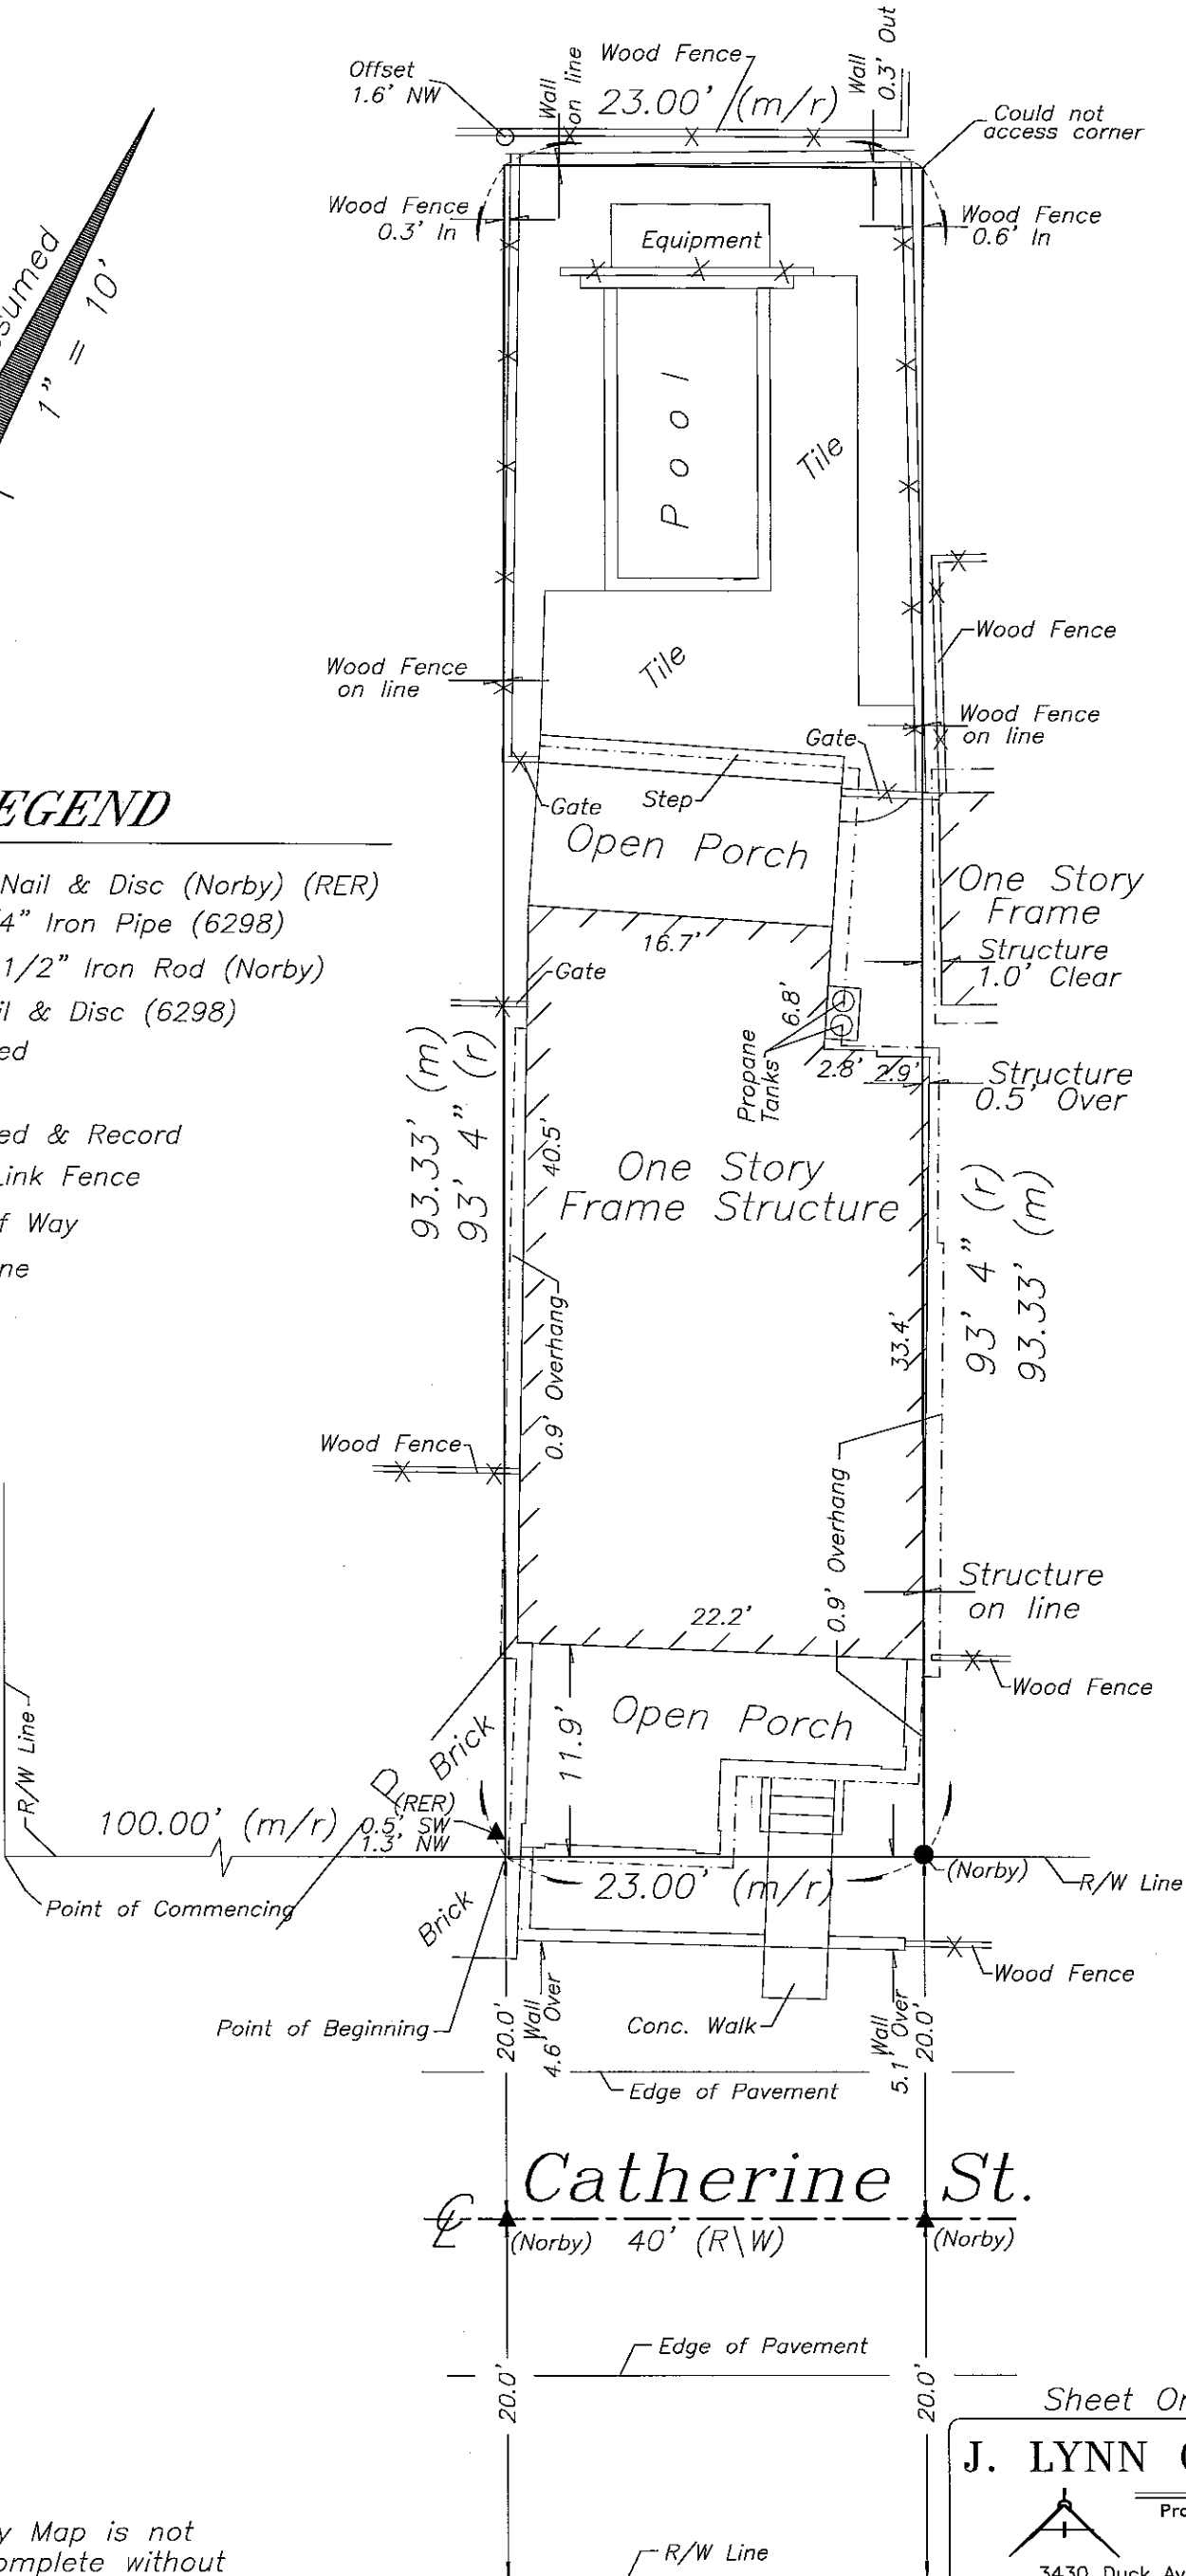 Offset
1.6' NW
Wall
on line
Wood Fence
23.00' (m/r)
Wall
0.3' Out
Could not
access corner
1" = 10'
Wood Fence
0.3' In
Equipment
Wood Fence
0.6' In
Pool
Tile
Wood Fence
Wood Fence
on line
Tile
Wood Fence
on line
Gate
Gate
Step
Open Porch
EGEND
Nail & Disc (Norby) (RER)
/4" Iron Pipe (6298)
1/2" Iron Rod (Norby)
il & Disc (6298)
ed
ed & Record
Link Fence
f Way
ne
One Story
Frame
Structure
1.0' Clear
16.7'
Gate
6.8'
Propane
Tanks
2.8'
2.9'
Structure
0.5' Over
93.33' (m)
93' 4" (r)
40.5'
One Story
Frame Structure
93' 4" (r)
93.33' (m)
33.4'
0.9' Overhang
Wood Fence
0.9' Overhang
Structure
on line
22.2'
Wood Fence
Open Porch
11.9'
Brick
R/W Line
100.00' (m/r)
(RER)
0.5' SW
1.3' NW
Point of Commencing
23.00' (m/r)
(Norby)
R/W Line
Brick
Wood Fence
Point of Beginning
20.0'
Wall
4.6' Over
Conc. Walk
Wall
5.1' Over
20.0'
Edge of Pavement
Catherine St.
(Norby)
40' (R\W)
(Norby)
Edge of Pavement
20.0'
20.0'
Sheet On
J. LYNN
Pro
3430 Duck Av
y Map is not
omplete without
R/W Line